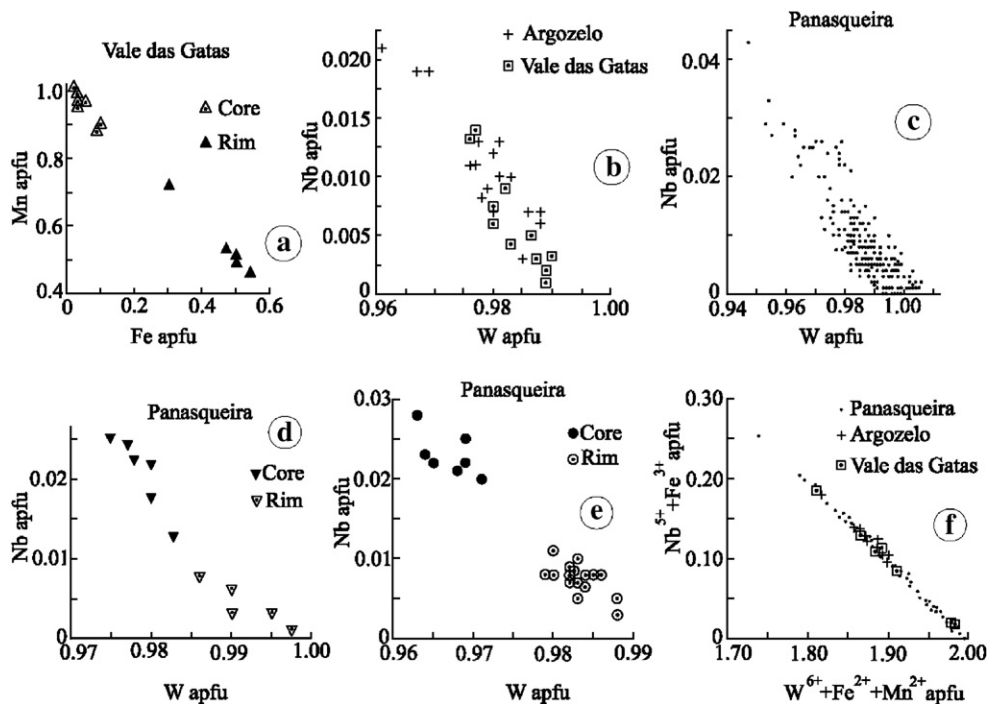 Vale das Gatas
Mn apfu
1.0
0.8
0.6
0.4
Core
Rim
a
0
0.2
0.4
0.6
Fe apfu
Nb apfu
0.020
0.015
0.010
0.005
0
Argozelo
Vale das Gatas
b
0.96
0.98
1.00
W apfu
Panasqueira
Nb apfu
0.04
0.02
0
c
0.94
0.96
0.98
1.00
W apfu
Panasqueira
d
Nb apfu
0.02
0.01
0
Core
Rim
0.97
0.98
0.99
1.00
W apfu
Panasqueira
Nb apfu
0.03
0.02
0.01
0
Core
Rim
e
0.96
0.97
0.98
0.99
W apfu
Nb⁵⁺+Fe³⁺ apfu
0.30
0.20
0.10
0
Panasqueira
Argozelo
Vale das Gatas
f
1.70
1.80
1.90
2.00
W⁶⁺+Fe²⁺+Mn²⁺ apfu